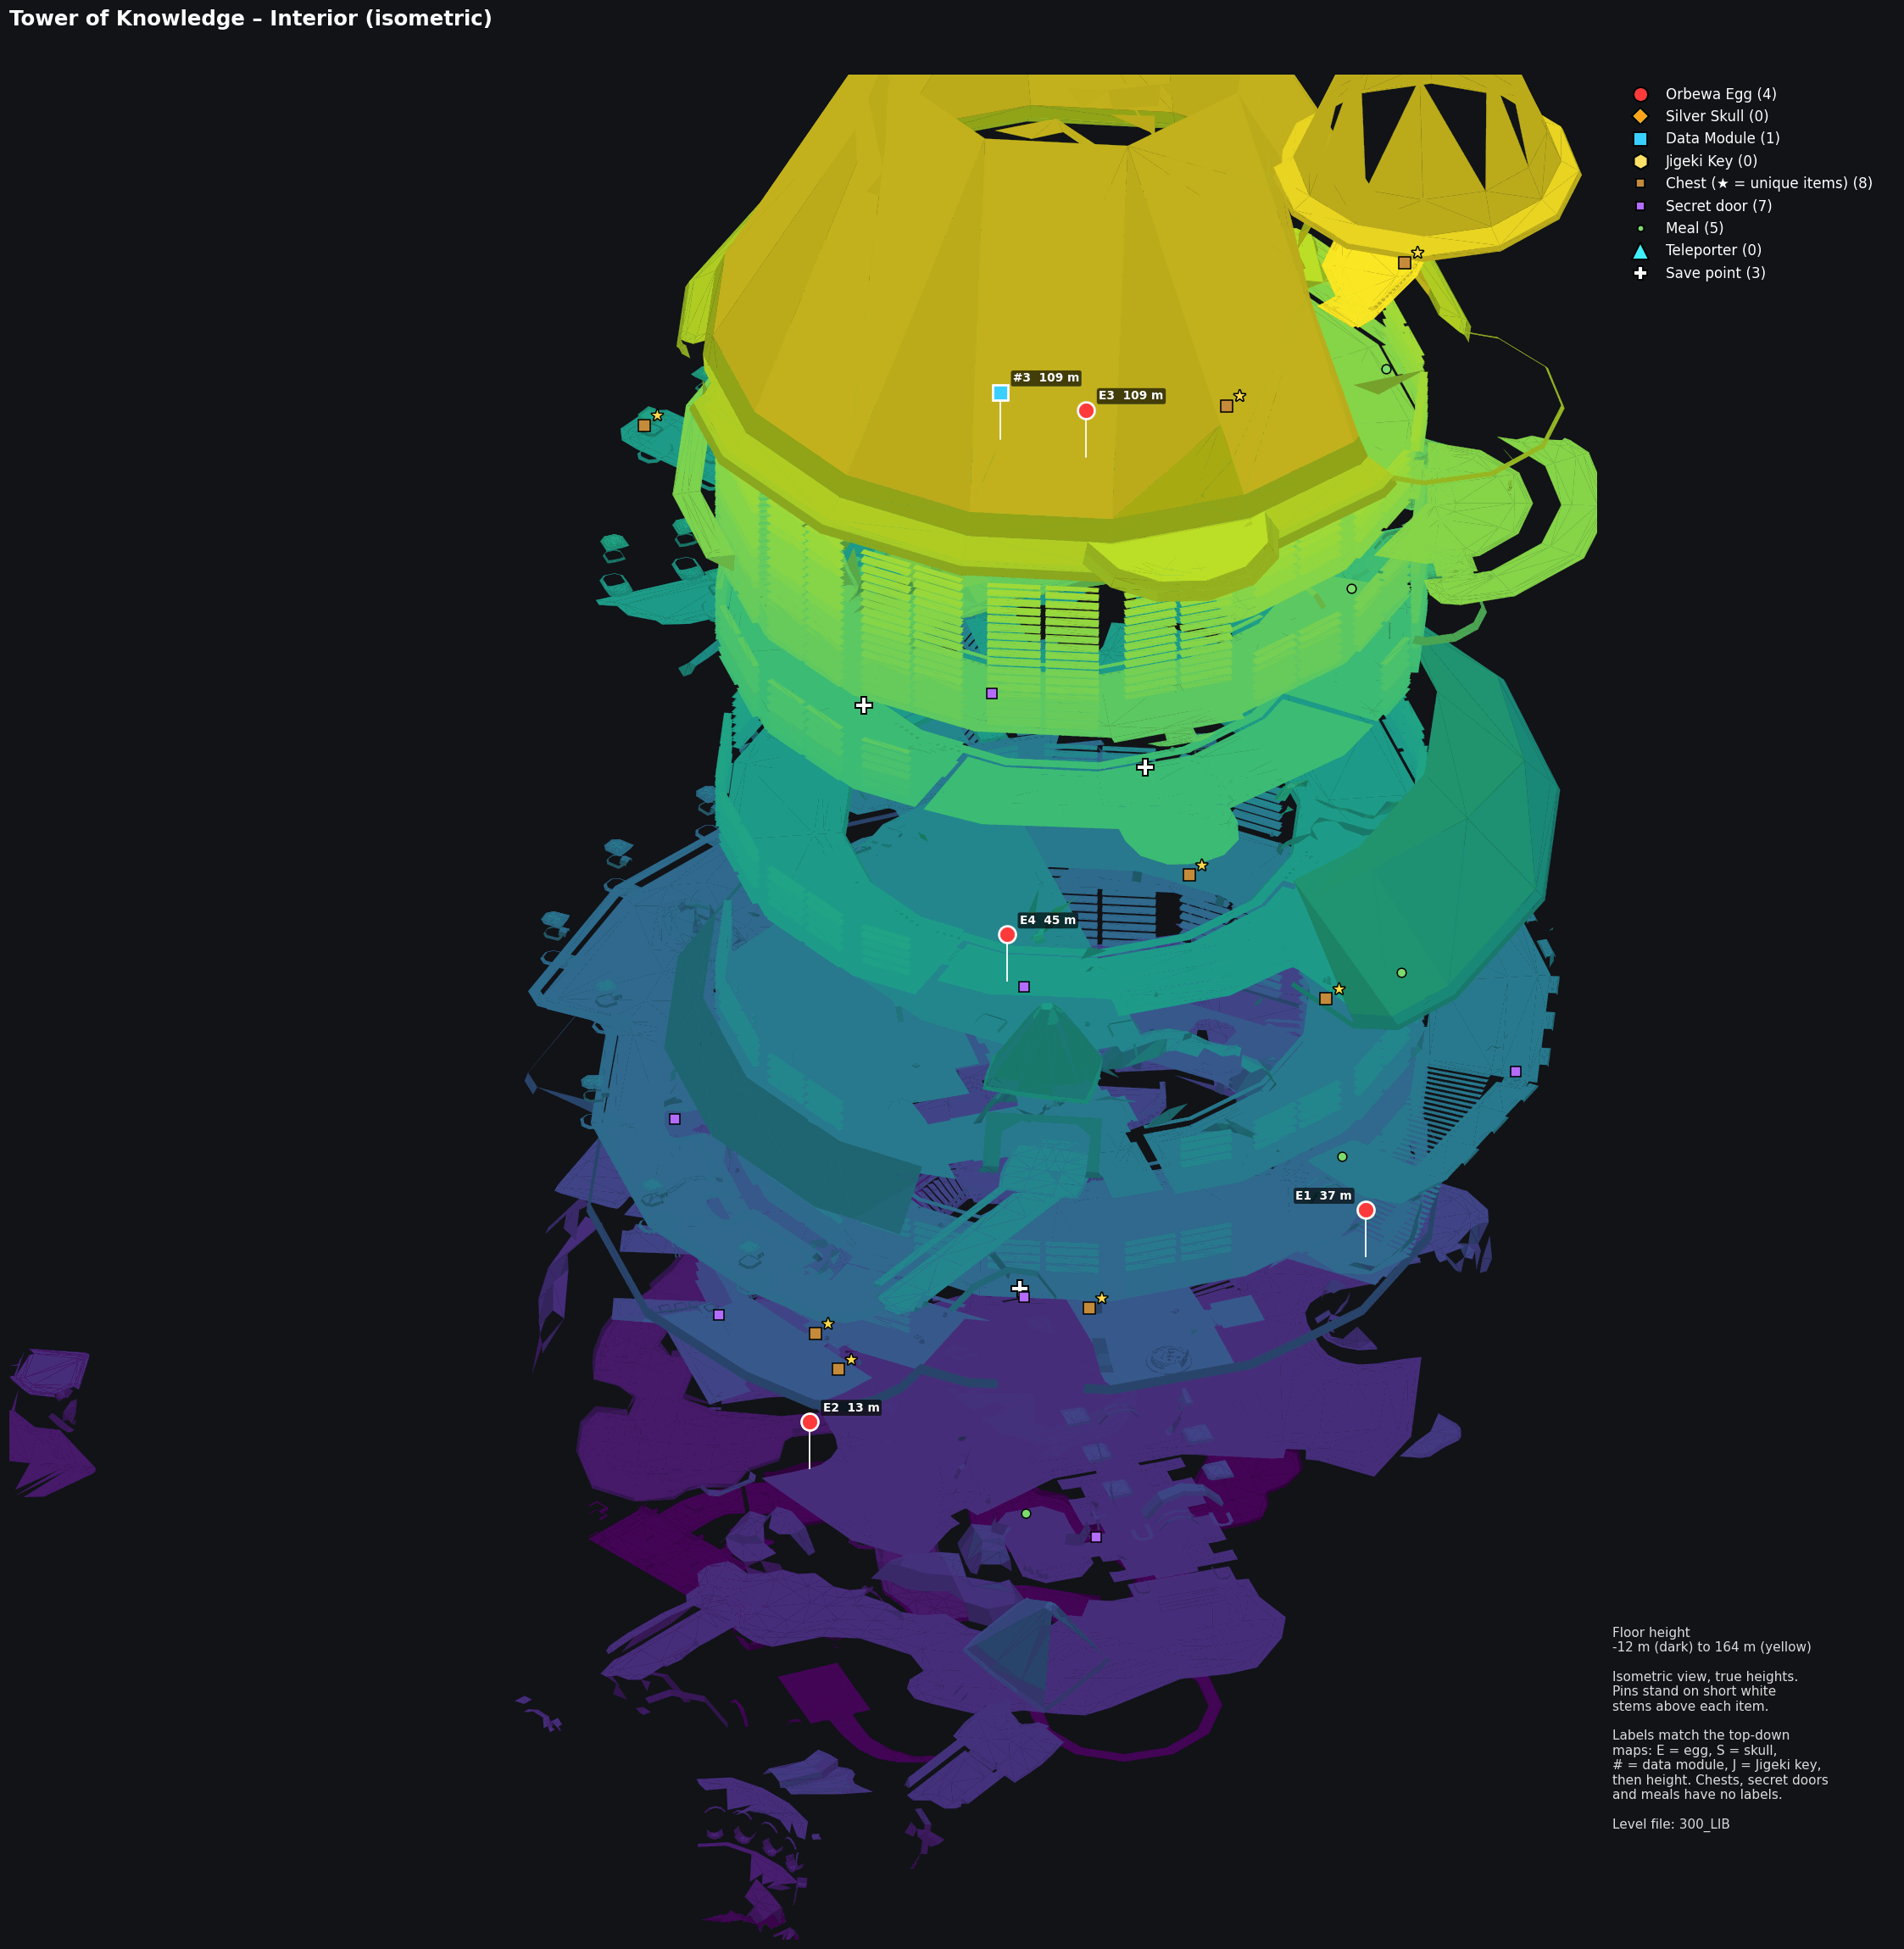 Tower of Knowledge – Interior (isometric)
Orbewa Egg (4)
Silver Skull (0)
Data Module (1)
Jigeki Key (0)
Chest (★ = unique items) (8)
Secret door (7)
Meal (5)
Teleporter (0)
Save point (3)
#3  109 m
E3  109 m
E4  45 m
E1  37 m
E2  13 m
Floor height
-12 m (dark) to 164 m (yellow)
Isometric view, true heights.
Pins stand on short white
stems above each item.
Labels match the top-down
maps: E = egg, S = skull,
# = data module, J = Jigeki key,
then height. Chests, secret doors
and meals have no labels.
Level file: 300_LIB